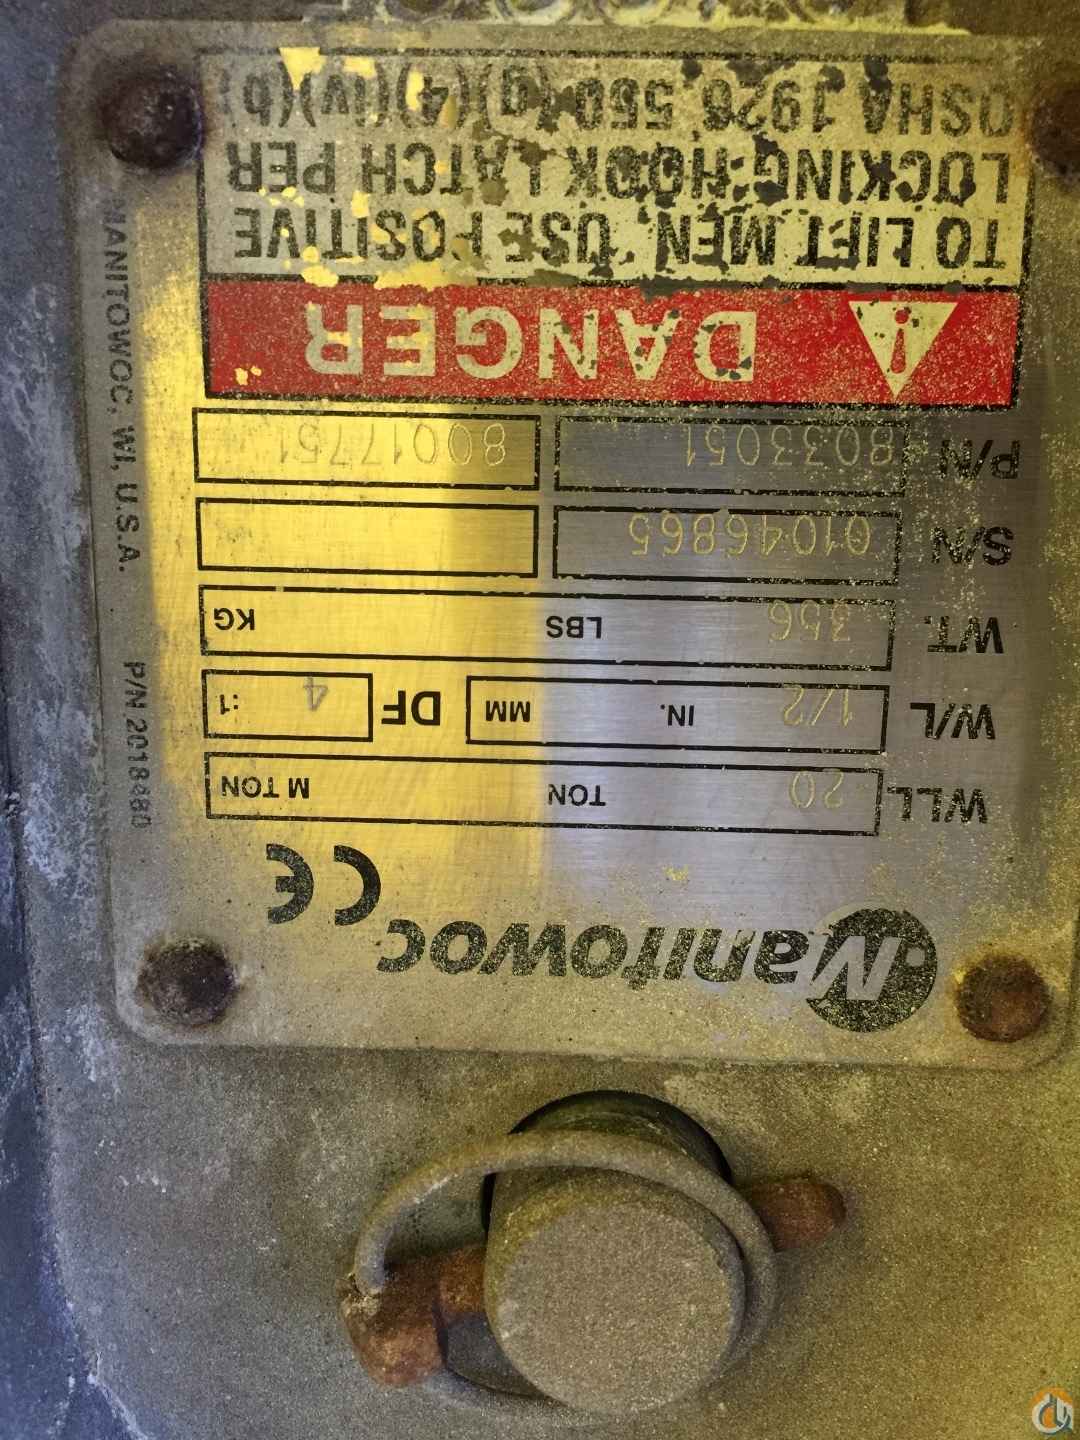 Manitowoc CE
WLL 20 TON M TON
W/L 1/2 IN. MM DF 4 :1
WT. 356 LBS KG
S/N 01046865
P/N 8033051 80017751
DANGER
TO LIFT MEN, USE POSITIVE
LOCKING HOOK LATCH PER
OSHA 1926.550 (g)(4)(iv)(b)
MANITOWOC, WI, U.S.A.
P/N 2018480